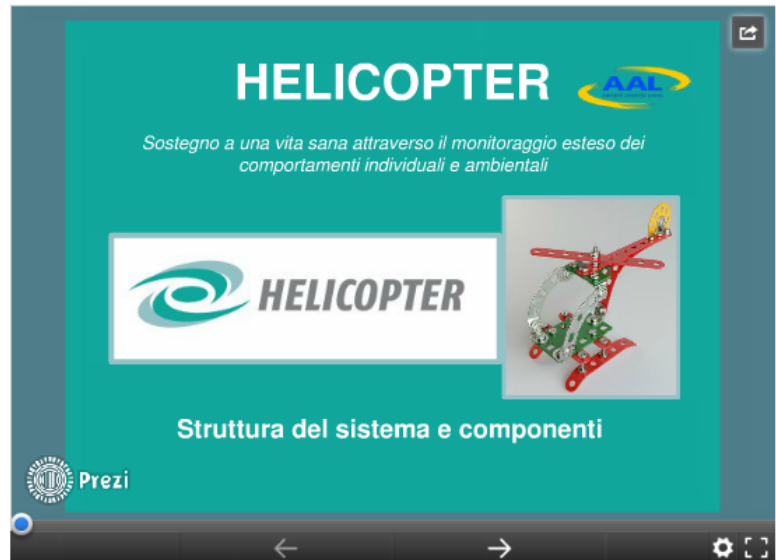 HELICOPTER
AAL
Sostegno a una vita sana attraverso il monitoraggio esteso dei
comportamenti individuali e ambientali
HELICOPTER
Struttura del sistema e componenti
Prezi